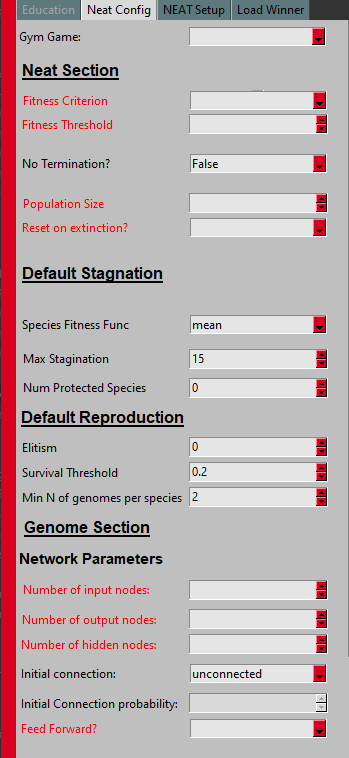 Education Neat Config NEAT Setup Load Winner
Gym Game:
Neat Section
Fitness Criterion
Fitness Threshold
No Termination? False
Population Size
Reset on extinction?
Default Stagnation
Species Fitness Func mean
Max Stagination 15
Num Protected Species 0
Default Reproduction
Elitism 0
Survival Threshold 0.2
Min N of genomes per species 2
Genome Section
Network Parameters
Number of input nodes:
Number of output nodes:
Number of hidden nodes:
Initial connection: unconnected
Initial Connection probability:
Feed Forward?